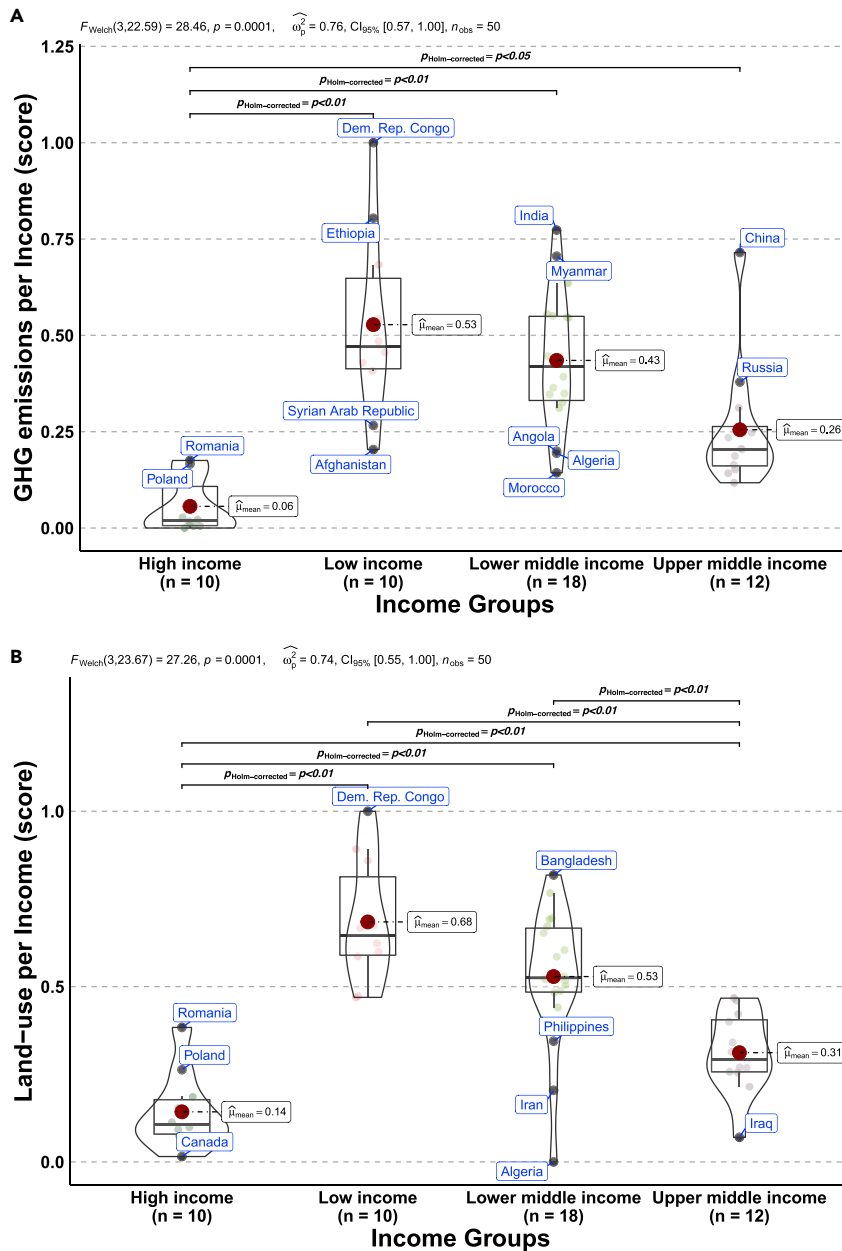 A
F_Welch(3,22.59) = 28.46, p = 0.0001, ω̂²_p = 0.76, CI95% [0.57, 1.00], n_obs = 50
p_Holm−corrected = p<0.05
p_Holm−corrected = p<0.01
p_Holm−corrected = p<0.01
GHG emissions per Income (score)
1.25
1.00
0.75
0.50
0.25
0.00
Dem. Rep. Congo
Ethiopia
India
China
Myanmar
μ̂_mean = 0.53
μ̂_mean = 0.43
Russia
Syrian Arab Republic
Romania
Angola
μ̂_mean = 0.26
Poland
Afghanistan
Algeria
Morocco
μ̂_mean = 0.06
High income
(n = 10)
Low income
(n = 10)
Lower middle income
(n = 18)
Upper middle income
(n = 12)
Income Groups
B
F_Welch(3,23.67) = 27.26, p = 0.0001, ω̂²_p = 0.74, CI95% [0.55, 1.00], n_obs = 50
p_Holm−corrected = p<0.01
p_Holm−corrected = p<0.01
p_Holm−corrected = p<0.01
p_Holm−corrected = p<0.01
p_Holm−corrected = p<0.01
Land−use per Income (score)
1.0
0.5
0.0
Dem. Rep. Congo
Bangladesh
μ̂_mean = 0.68
μ̂_mean = 0.53
Romania
Philippines
Poland
μ̂_mean = 0.31
Iran
μ̂_mean = 0.14
Canada
Iraq
Algeria
High income
(n = 10)
Low income
(n = 10)
Lower middle income
(n = 18)
Upper middle income
(n = 12)
Income Groups